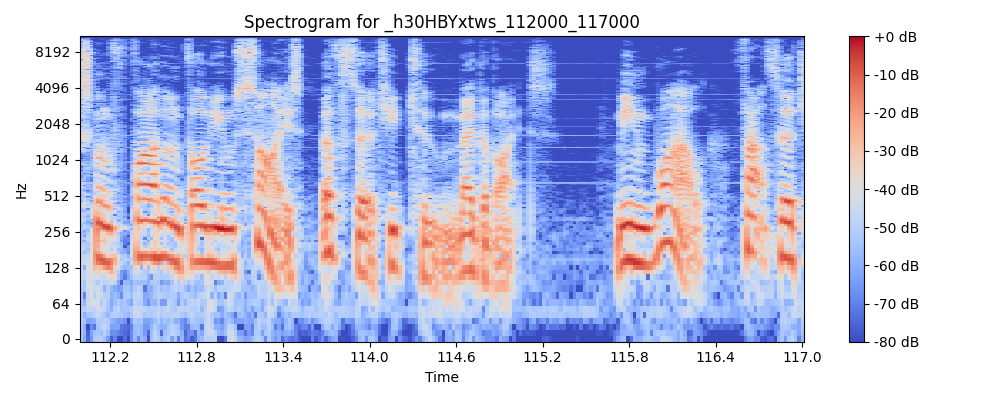 Spectrogram for _h30HBYxtws_112000_117000
Hz
8192
4096
2048
1024
512
256
128
64
0
112.2 112.8 113.4 114.0 114.6 115.2 115.8 116.4 117.0
Time
+0 dB
-10 dB
-20 dB
-30 dB
-40 dB
-50 dB
-60 dB
-70 dB
-80 dB